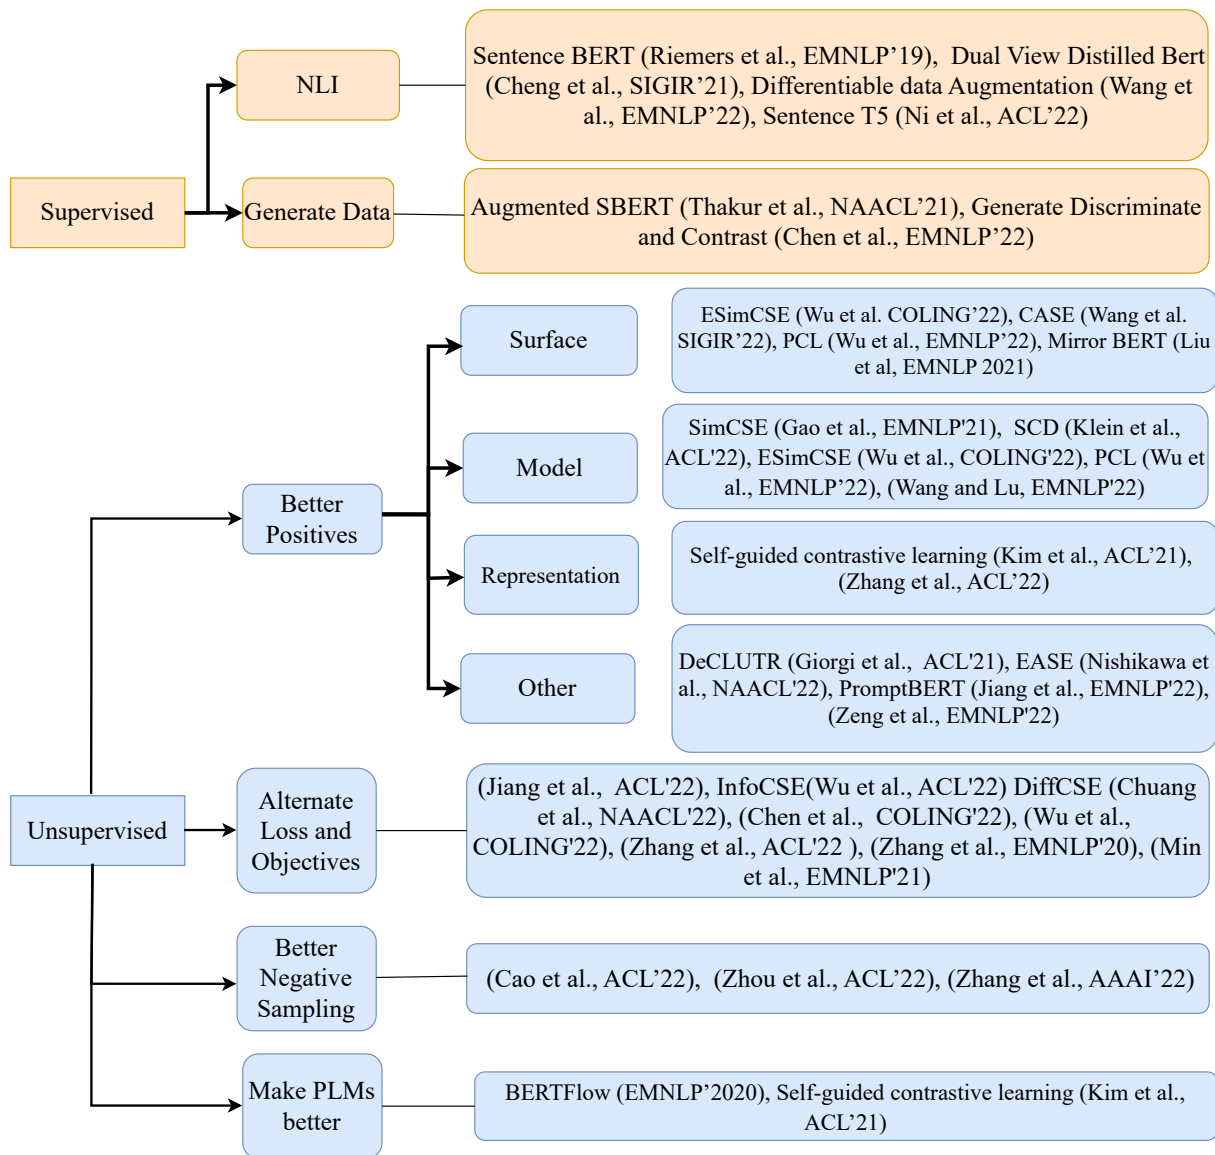 NLI
Sentence BERT (Riemers et al., EMNLP’19),  Dual View Distilled Bert
(Cheng et al., SIGIR’21), Differentiable data Augmentation (Wang et
al., EMNLP’22), Sentence T5 (Ni et al., ACL’22)
Supervised
Generate Data
Augmented SBERT (Thakur et al., NAACL’21), Generate Discriminate
and Contrast (Chen et al., EMNLP’22)
Surface
ESimCSE (Wu et al. COLING’22), CASE (Wang et al.
SIGIR’22), PCL (Wu et al., EMNLP’22), Mirror BERT (Liu
et al, EMNLP 2021)
Model
SimCSE (Gao et al., EMNLP'21),  SCD (Klein et al.,
ACL'22), ESimCSE (Wu et al., COLING'22), PCL (Wu et
al., EMNLP’22), (Wang and Lu, EMNLP'22)
Better
Positives
Representation
Self-guided contrastive learning (Kim et al., ACL’21),
(Zhang et al., ACL’22)
Other
DeCLUTR (Giorgi et al.,  ACL'21), EASE (Nishikawa et
al., NAACL'22), PromptBERT (Jiang et al., EMNLP'22),
(Zeng et al., EMNLP'22)
Unsupervised
Alternate
Loss and
Objectives
(Jiang et al.,  ACL'22), InfoCSE(Wu et al., ACL’22) DiffCSE (Chuang
et al., NAACL’22), (Chen et al.,  COLING’22), (Wu et al.,
COLING'22), (Zhang et al., ACL'22 ), (Zhang et al., EMNLP'20), (Min
et al., EMNLP'21)
Better
Negative
Sampling
(Cao et al., ACL’22),  (Zhou et al., ACL’22), (Zhang et al., AAAI’22)
Make PLMs
better
BERTFlow (EMNLP’2020), Self-guided contrastive learning (Kim et al.,
ACL’21)